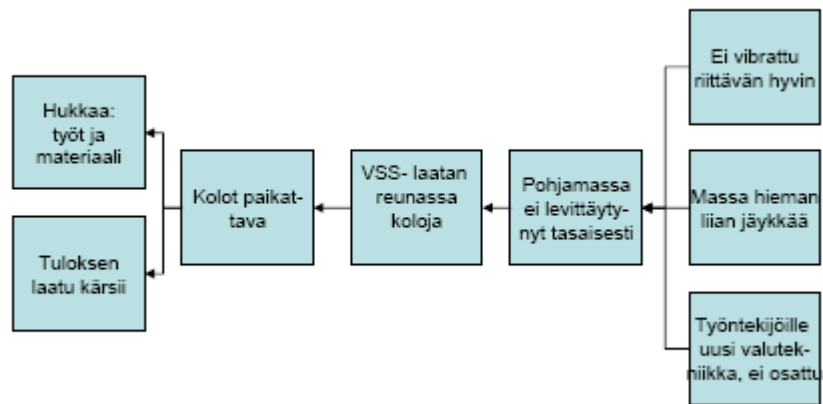 Hukkaa:
työt ja
materiaali
Tuloksen
laatu kärsii
Kolot paikat-
tava
VSS- laatan
reunassa
koloja
Pohjamassa
ei levittäyty-
nyt tasaisesti
Ei vibrattu
riittävän hyvin
Massa hieman
liian jäykkää
Työntekijöille
uusi valutek-
niikka, ei osattu